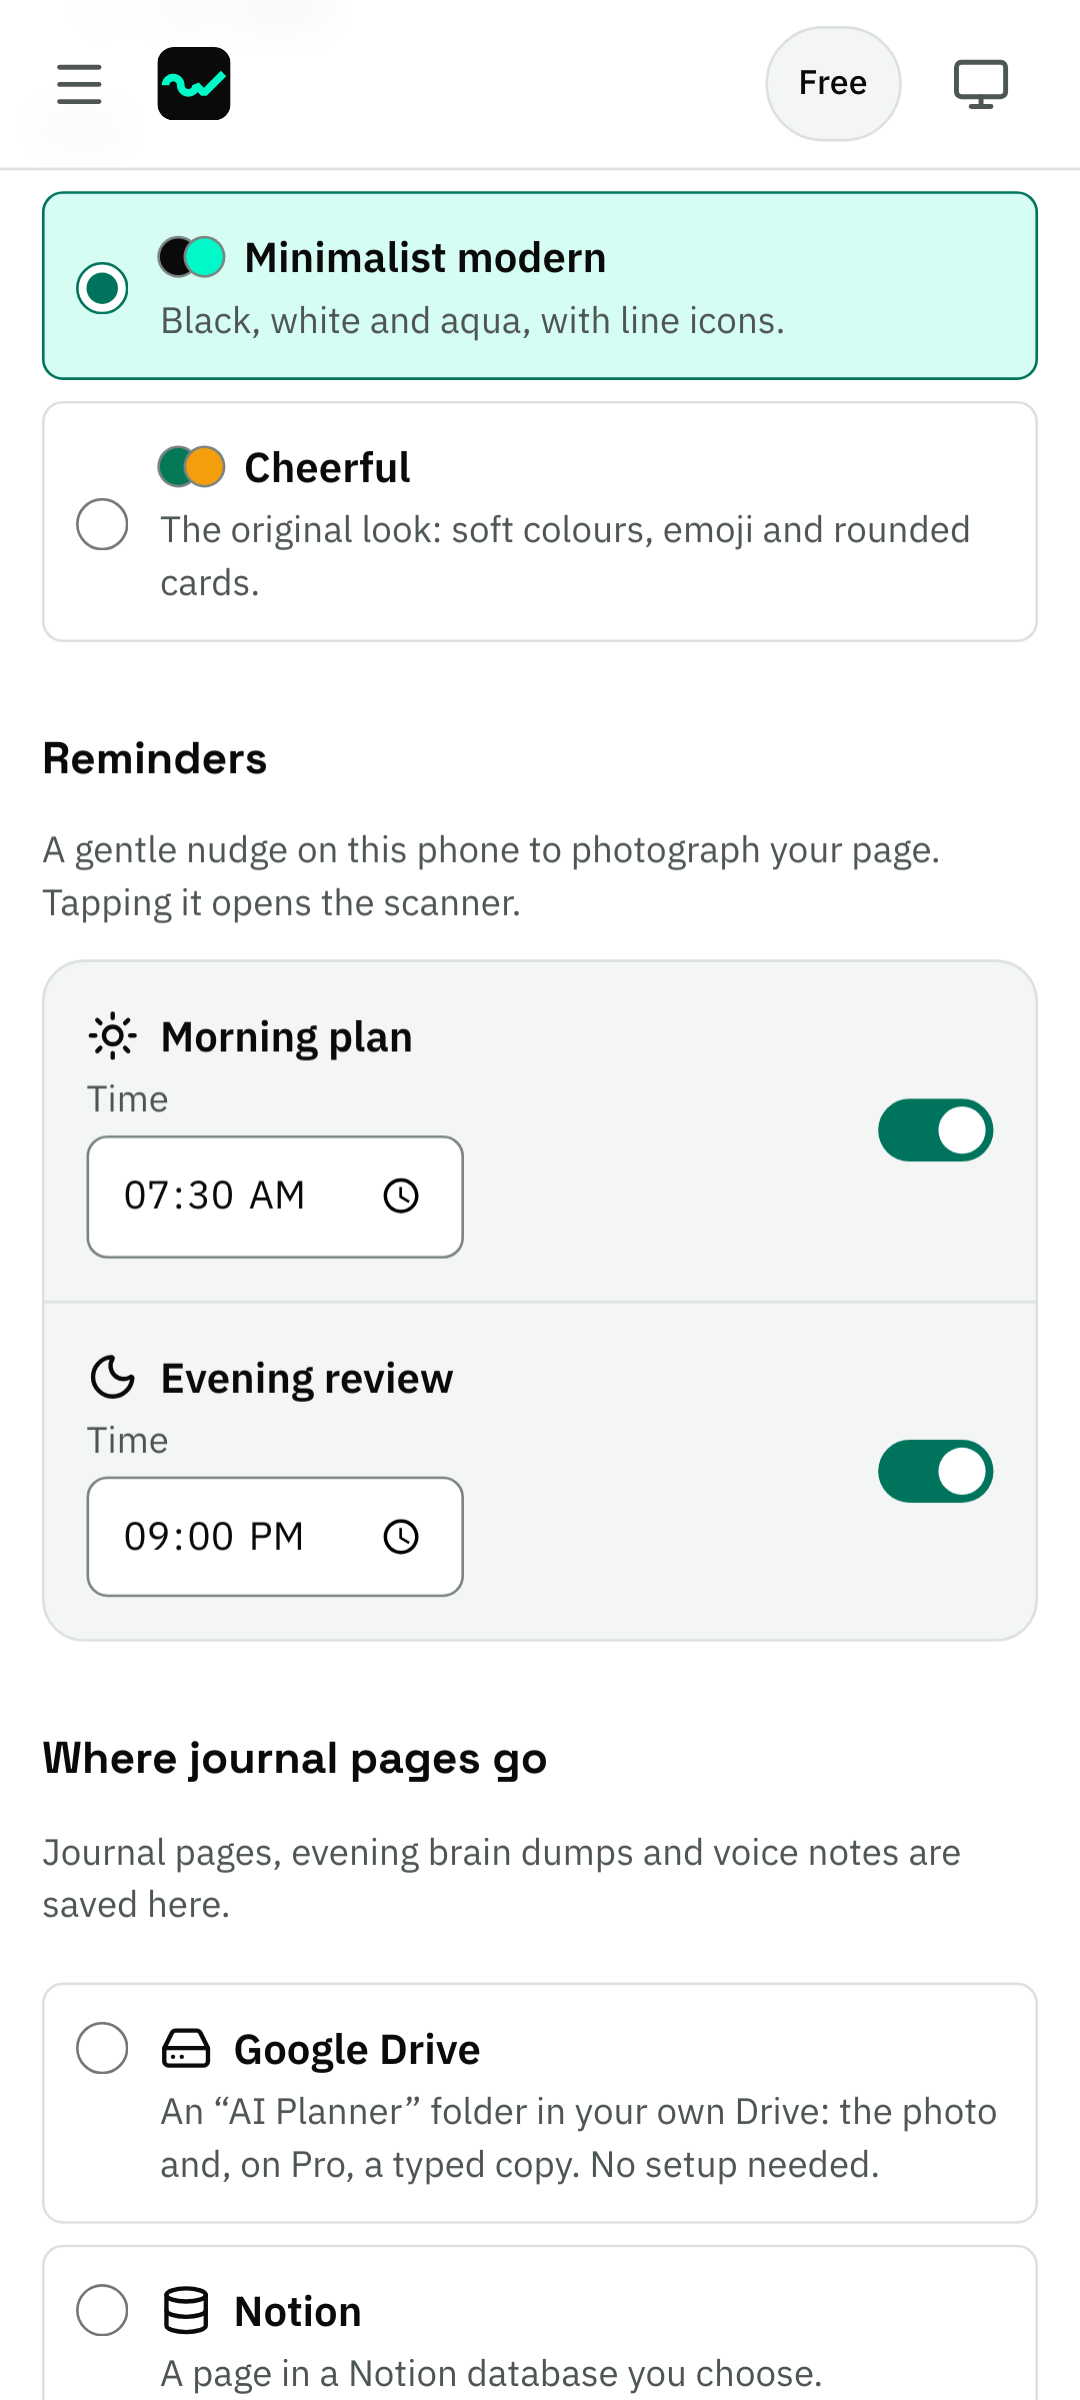 Free
Minimalist modern
Black, white and aqua, with line icons.
Cheerful
The original look: soft colours, emoji and rounded
cards.
Reminders
A gentle nudge on this phone to photograph your page.
Tapping it opens the scanner.
Morning plan
Time
07:30 AM
Evening review
Time
09:00 PM
Where journal pages go
Journal pages, evening brain dumps and voice notes are
saved here.
Google Drive
An “AI Planner” folder in your own Drive: the photo
and, on Pro, a typed copy. No setup needed.
Notion
A page in a Notion database you choose.